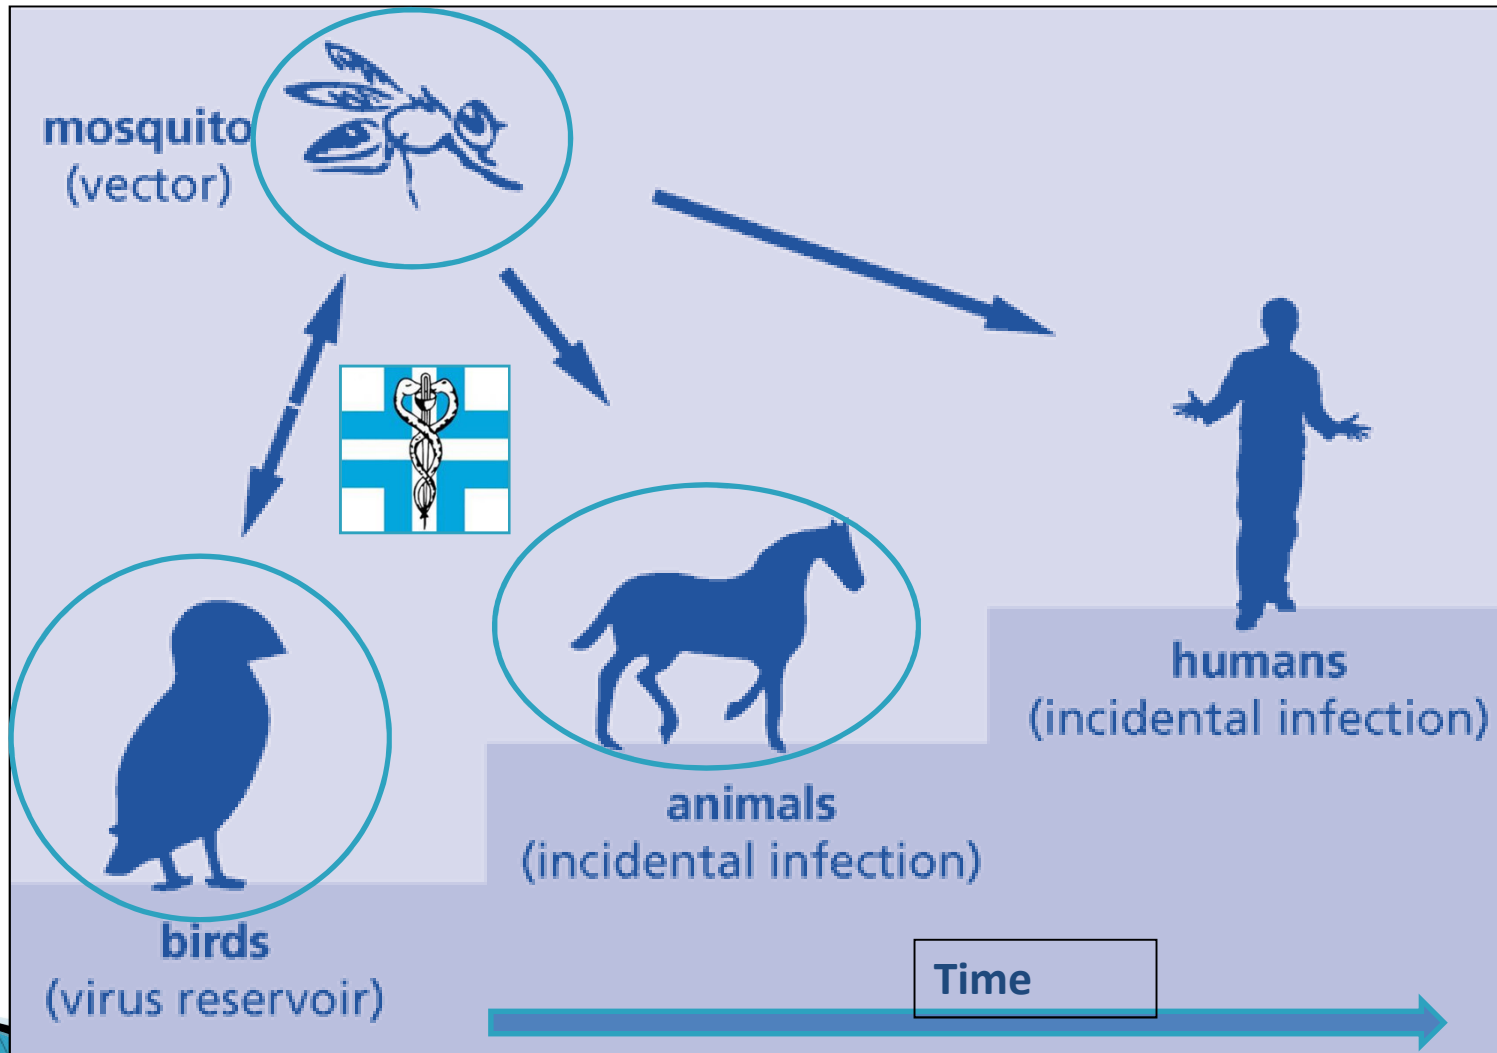 mosquito
(vector)
humans
(incidental infection)
animals
(incidental infection)
birds
(virus reservoir)
Time